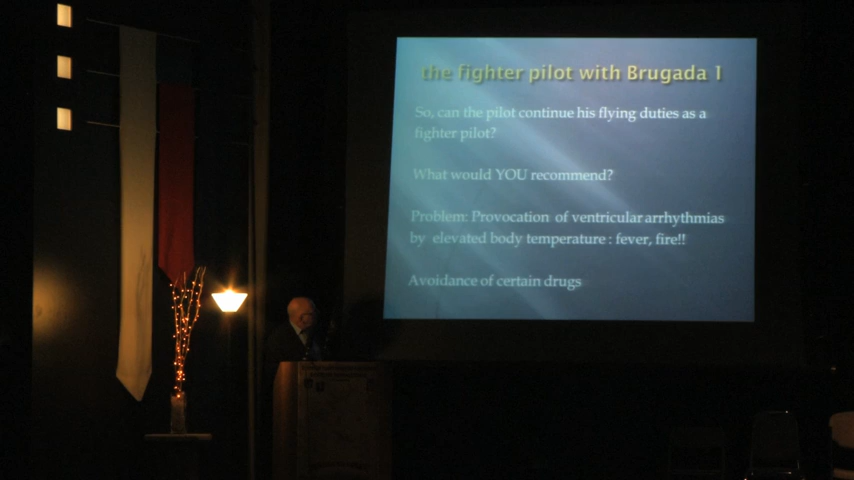 the fighter pilot with Brugada 1
So, can the pilot continue his flying duties as a
fighter pilot?
What would YOU recommend?
Problem: Provocation of ventricular arrhythmias
by elevated body temperature : fever, fire!!
Avoidance of certain drugs